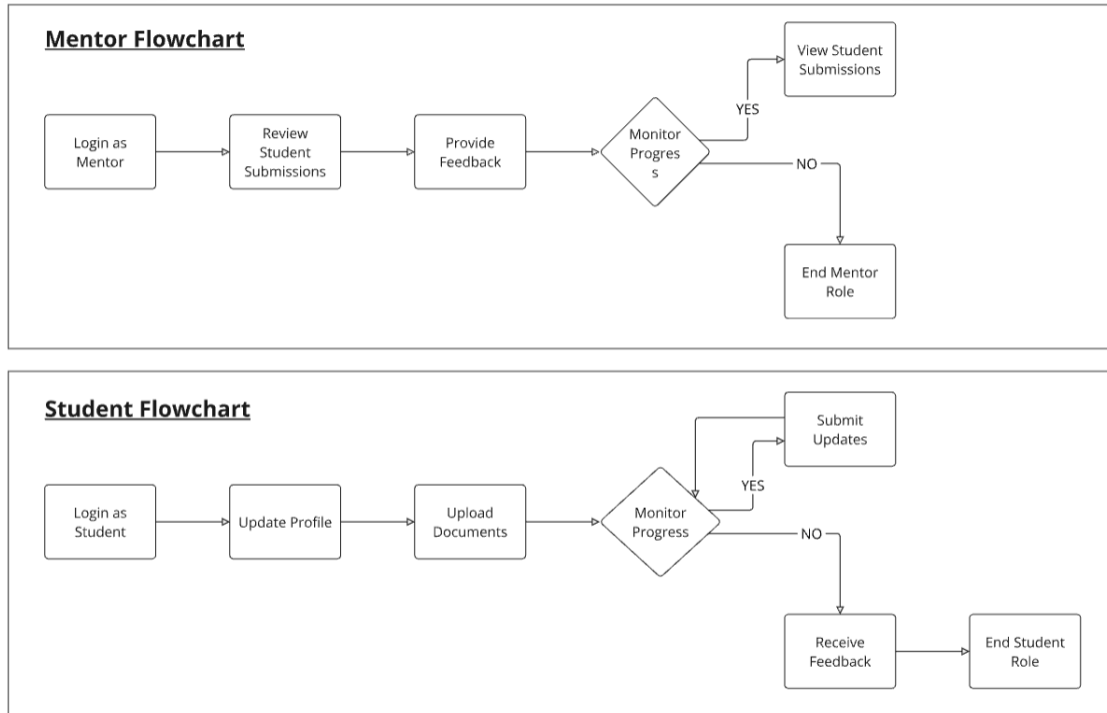 Mentor Flowchart
Login as
Mentor
Review
Student
Submissions
Provide
Feedback
Monitor
Progres
s
YES
View Student
Submissions
NO
End Mentor
Role
Student Flowchart
Login as
Student
Update Profile
Upload
Documents
Monitor
Progress
YES
Submit
Updates
NO
Receive
Feedback
End Student
Role